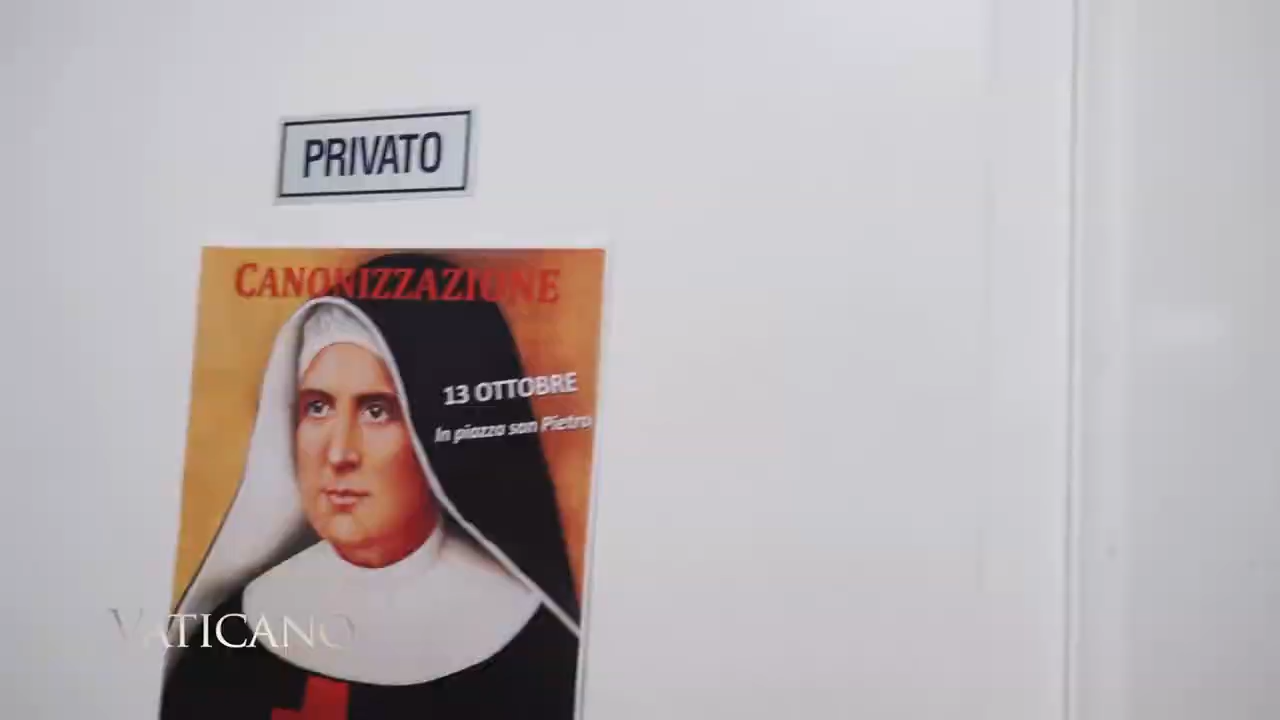 PRIVATO
CANONIZZAZIONE
13 OTTOBRE
In piazza san Pietro
VATICANO